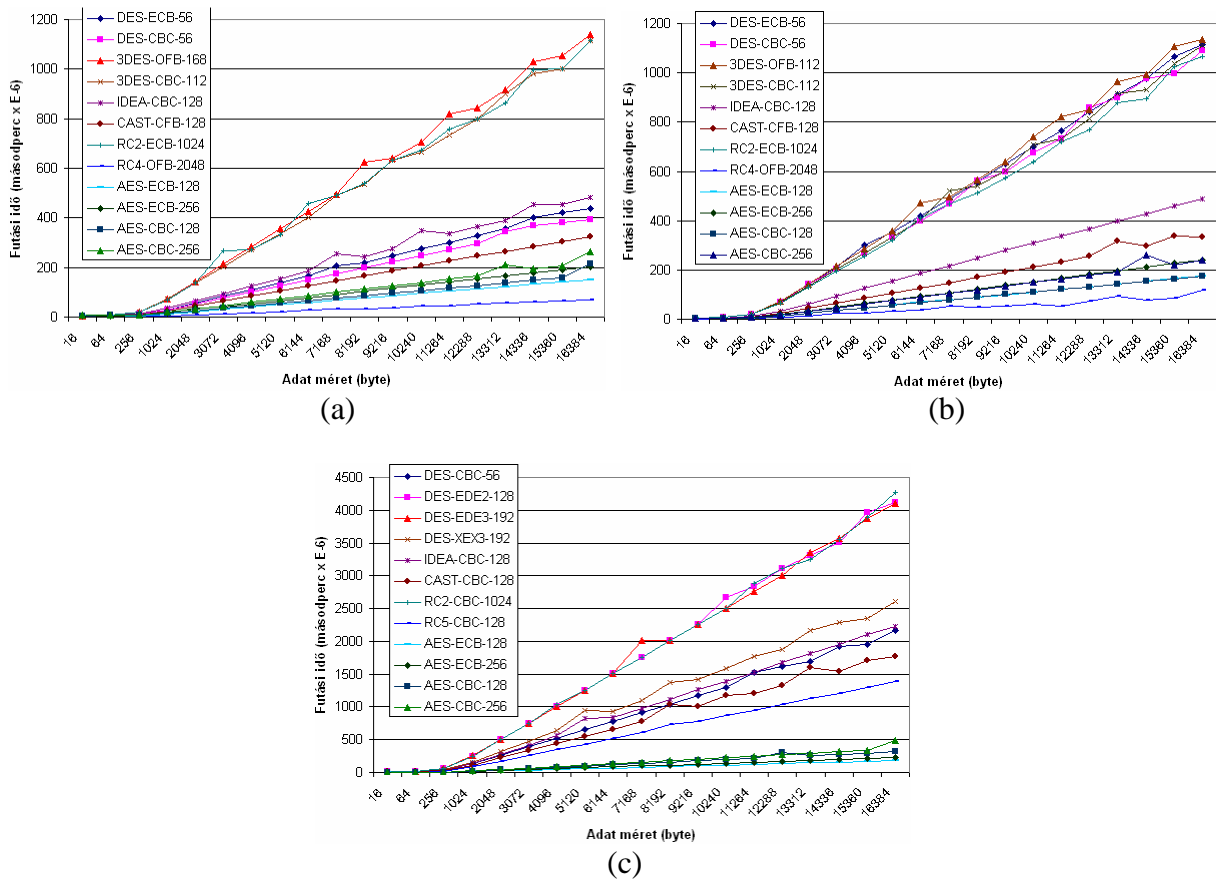 1200
1000
800
600
400
200
0
Futási idő (másodperc x E-6)
DES-ECB-56
DES-CBC-56
3DES-OFB-168
3DES-CBC-112
IDEA-CBC-128
CAST-CFB-128
RC2-ECB-1024
RC4-OFB-2048
AES-ECB-128
AES-ECB-256
AES-CBC-128
AES-CBC-256
16
64
256
1024
2048
3072
4096
5120
6144
7168
8192
9216
10240
11264
12288
13312
14336
15360
16384
Adat méret (byte)
(a)
1200
1000
800
600
400
200
0
Futási idő (másodperc x E-6)
DES-ECB-56
DES-CBC-56
3DES-OFB-112
3DES-CBC-112
IDEA-CBC-128
CAST-CFB-128
RC2-ECB-1024
RC4-OFB-2048
AES-ECB-128
AES-ECB-256
AES-CBC-128
AES-CBC-256
16
64
256
1024
2048
3072
4096
5120
6144
7168
8192
9216
10240
11264
12288
13312
14336
15360
16384
Adat méret (byte)
(b)
4500
4000
3500
3000
2500
2000
1500
1000
500
0
Futási idő (másodperc x E-6)
DES-CBC-56
DES-EDE2-128
DES-EDE3-192
DES-XEX3-192
IDEA-CBC-128
CAST-CBC-128
RC2-CBC-1024
RC5-CBC-128
AES-ECB-128
AES-ECB-256
AES-CBC-128
AES-CBC-256
16
64
256
1024
2048
3072
4096
5120
6144
7168
8192
9216
10240
11264
12288
13312
14336
15360
16384
Adat méret (byte)
(c)